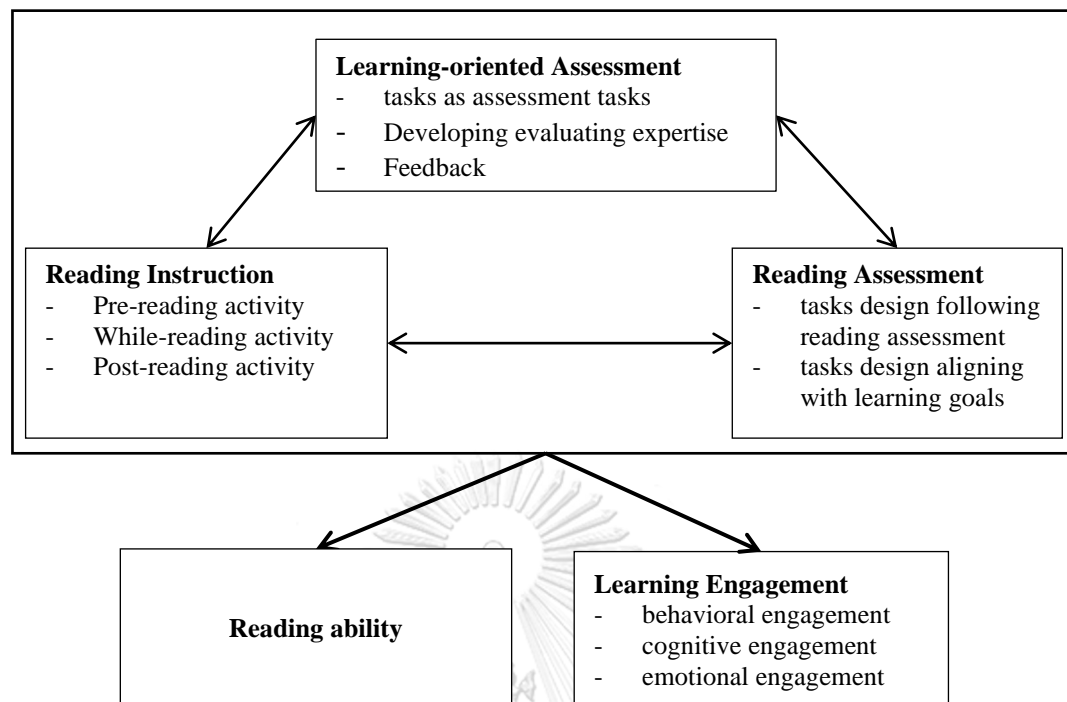 Learning-oriented Assessment
- tasks as assessment tasks
- Developing evaluating expertise
- Feedback
Reading Instruction
- Pre-reading activity
- While-reading activity
- Post-reading activity
Reading Assessment
- tasks design following
reading assessment
- tasks design aligning
with learning goals
Reading ability
Learning Engagement
- behavioral engagement
- cognitive engagement
- emotional engagement